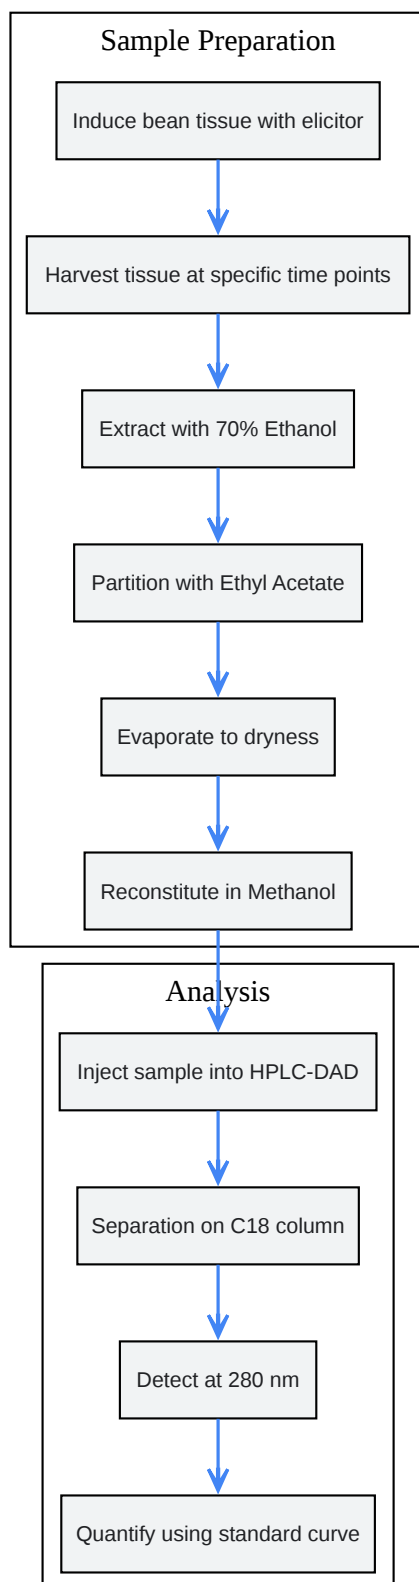 Sample Preparation
Induce bean tissue with elicitor
Harvest tissue at specific time points
Extract with 70% Ethanol
Partition with Ethyl Acetate
Evaporate to dryness
Reconstitute in Methanol
Analysis
Inject sample into HPLC-DAD
Separation on C18 column
Detect at 280 nm
Quantify using standard curve